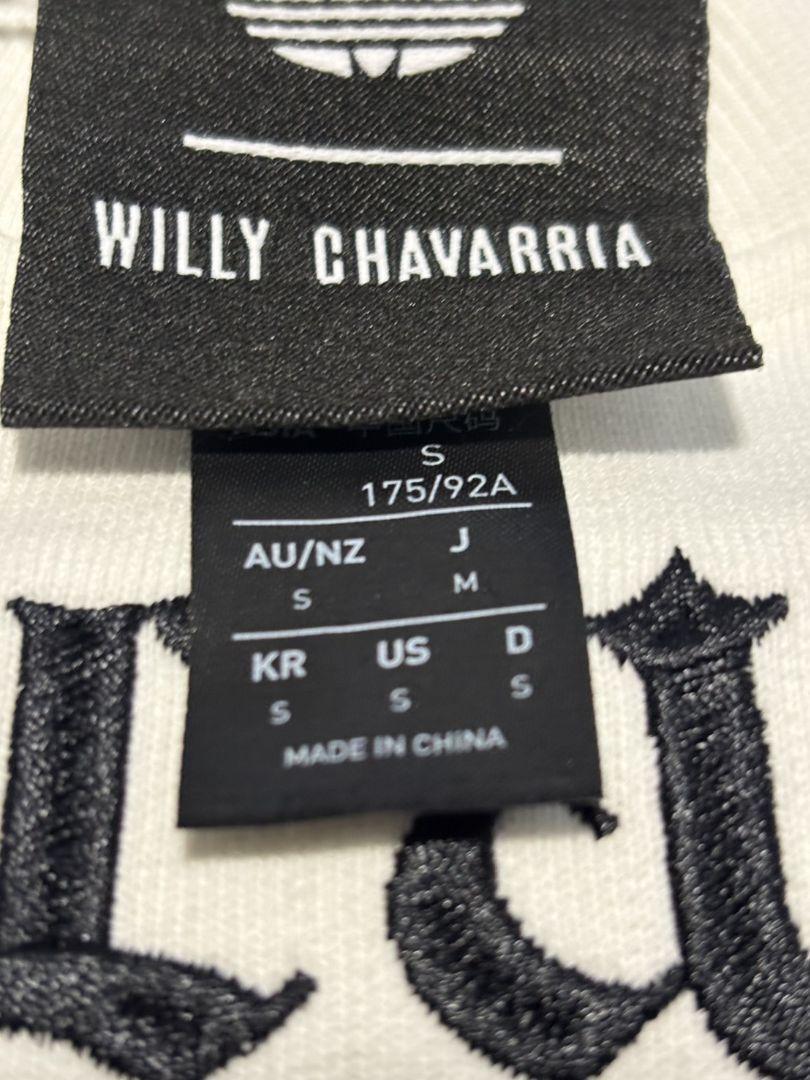 WILLY CHAVARRIA
S
175/92A
AU/NZ J
S M
KR US D
S S S
MADE IN CHINA